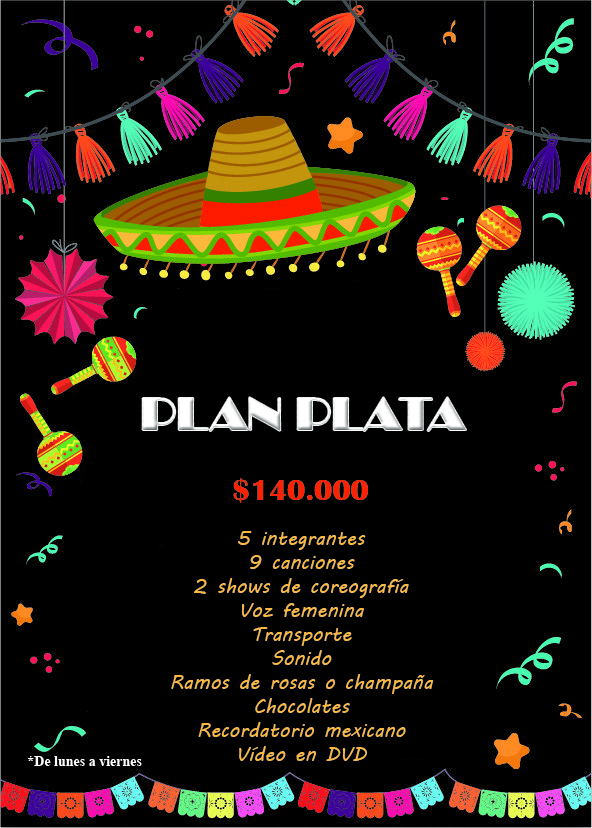 PLAN PLATA
$140.000
5 integrantes
9 canciones
2 shows de coreografía
Voz femenina
Transporte
Sonido
Ramos de rosas o champaña
Chocolates
Recordatorio mexicano
Vídeo en DVD
*De lunes a viernes